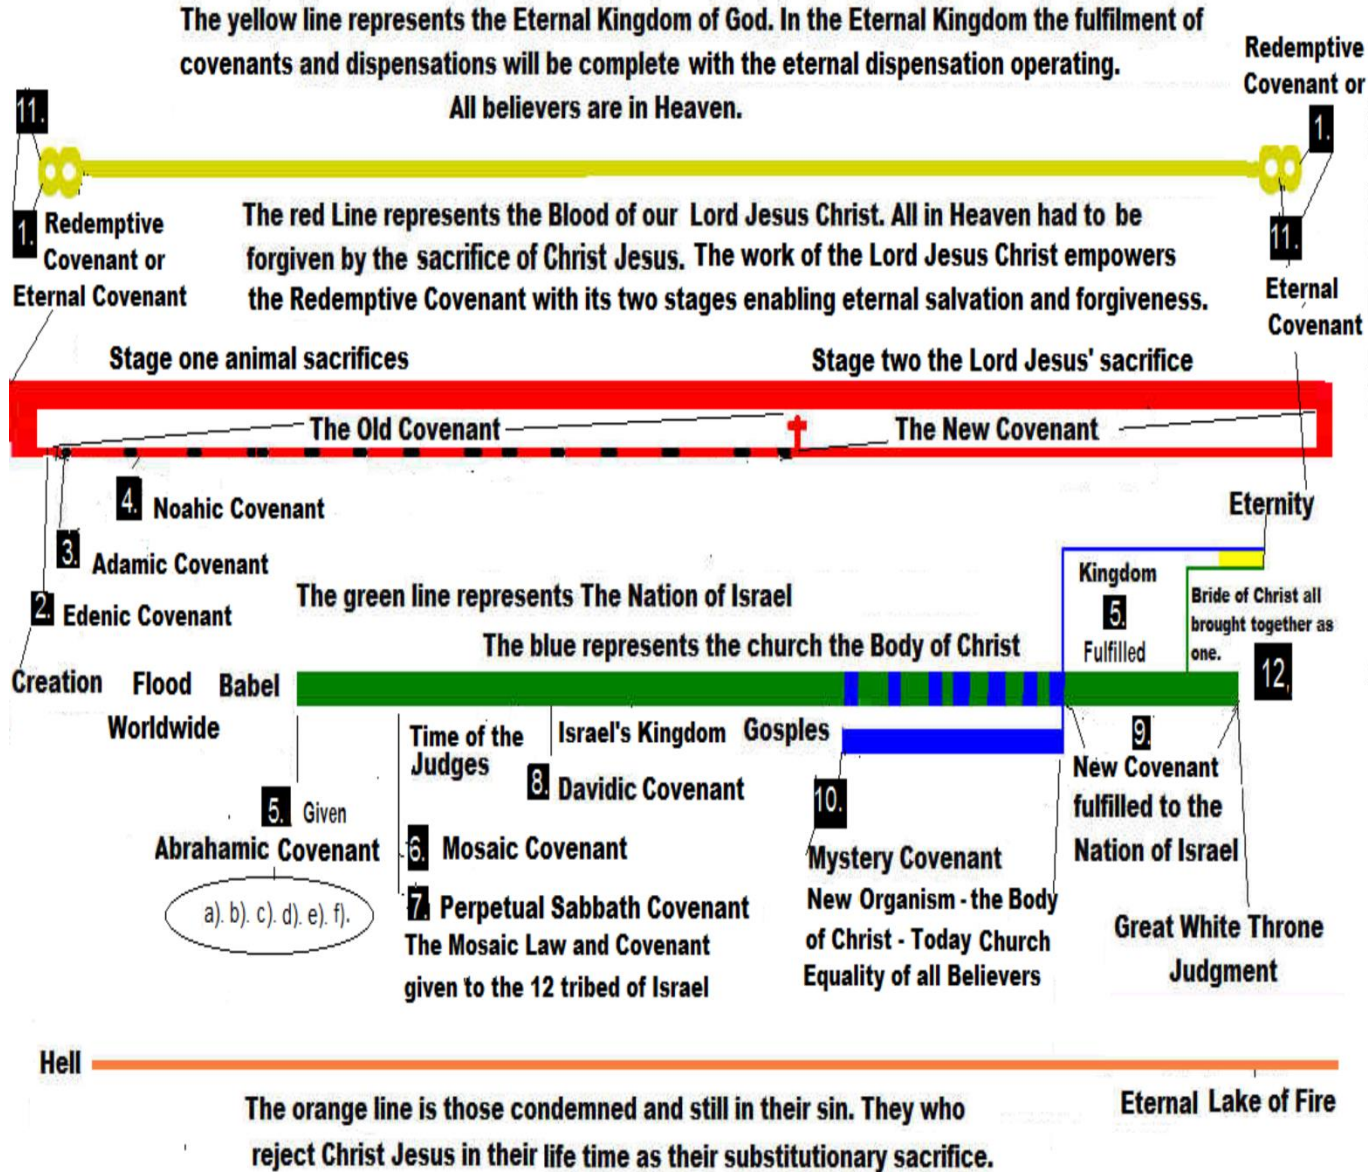 The yellow line represents the Eternal Kingdom of God. In the Eternal Kingdom the fulfilment of
covenants and dispensations will be complete with the eternal dispensation operating.
All believers are in Heaven.
Redemptive
Covenant or
11.
1.
1.
Redemptive
Covenant or
Eternal Covenant
The red Line represents the Blood of our Lord Jesus Christ. All in Heaven had to be
forgiven by the sacrifice of Christ Jesus. The work of the Lord Jesus Christ empowers
the Redemptive Covenant with its two stages enabling eternal salvation and forgiveness.
11.
Eternal
Covenant
Stage one animal sacrifices
Stage two the Lord Jesus' sacrifice
The Old Covenant
The New Covenant
4. Noahic Covenant
3. Adamic Covenant
2. Edenic Covenant
Eternity
The green line represents The Nation of Israel
The blue represents the church the Body of Christ
Kingdom
5.
Fulfilled
Bride of Christ all
brought together as
one.
12,
Creation Flood Babel
Worldwide
Time of the
Judges
Israel's Kingdom
Gosples
8. Davidic Covenant
5. Given
Abrahamic Covenant
a). b). c). d). e). f).
6. Mosaic Covenant
7. Perpetual Sabbath Covenant
The Mosaic Law and Covenant
given to the 12 tribed of Israel
10.
Mystery Covenant
New Organism - the Body
of Christ - Today Church
Equality of all Believers
9.
New Covenant
fulfilled to the
Nation of Israel
Great White Throne
Judgment
Hell
Eternal Lake of Fire
The orange line is those condemned and still in their sin. They who
reject Christ Jesus in their life time as their substitutionary sacrifice.